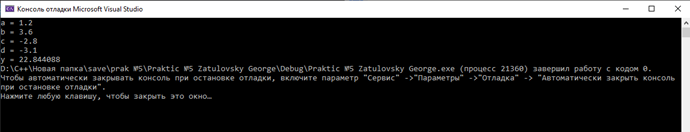 Консоль отладки Microsoft Visual Studio
a = 1.2
b = 3.6
c = -2.8
d = -3.1
y = 22.844088
D:\C++\Новая папка\save\prak №5\Praktic №5 Zatulovsky George\Debug\Praktic №5 Zatulovsky George.exe (процесс 21360) завершил работу с кодом 0.
Чтобы автоматически закрывать консоль при остановке отладки, включите параметр "Сервис" ->"Параметры" ->"Отладка" -> "Автоматически закрыть консоль
при остановке отладки".
Нажмите любую клавишу, чтобы закрыть это окно…